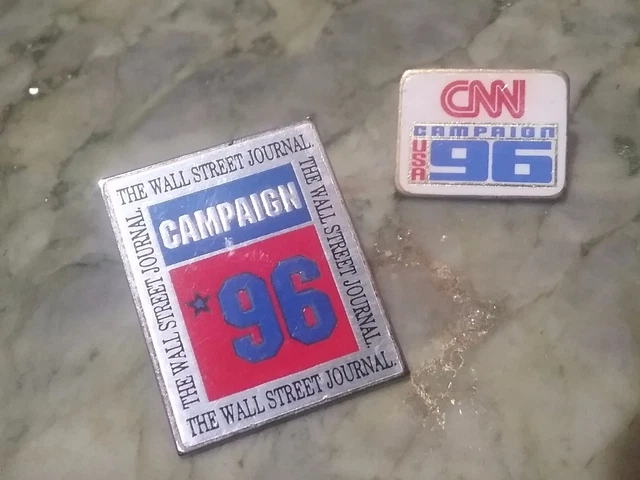 THE WALL STREET JOURNAL
THE WALL STREET JOURNAL
THE WALL STREET JOURNAL
THE WALL STREET JOURNAL
CAMPAIGN
'96
CNN
CAMPAIGN
USA
96